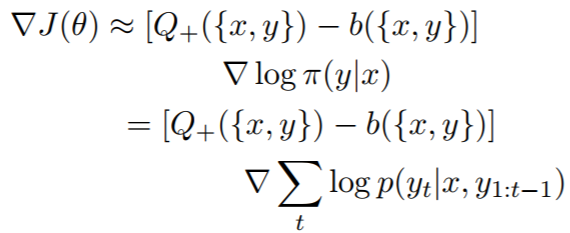 ∇J(θ) ≈ [Q₊({x, y}) − b({x, y})]
∇ log π(y|x)
= [Q₊({x, y}) − b({x, y})]
∇ ∑ₜ log p(yₜ|x, y₁:ₜ₋₁)